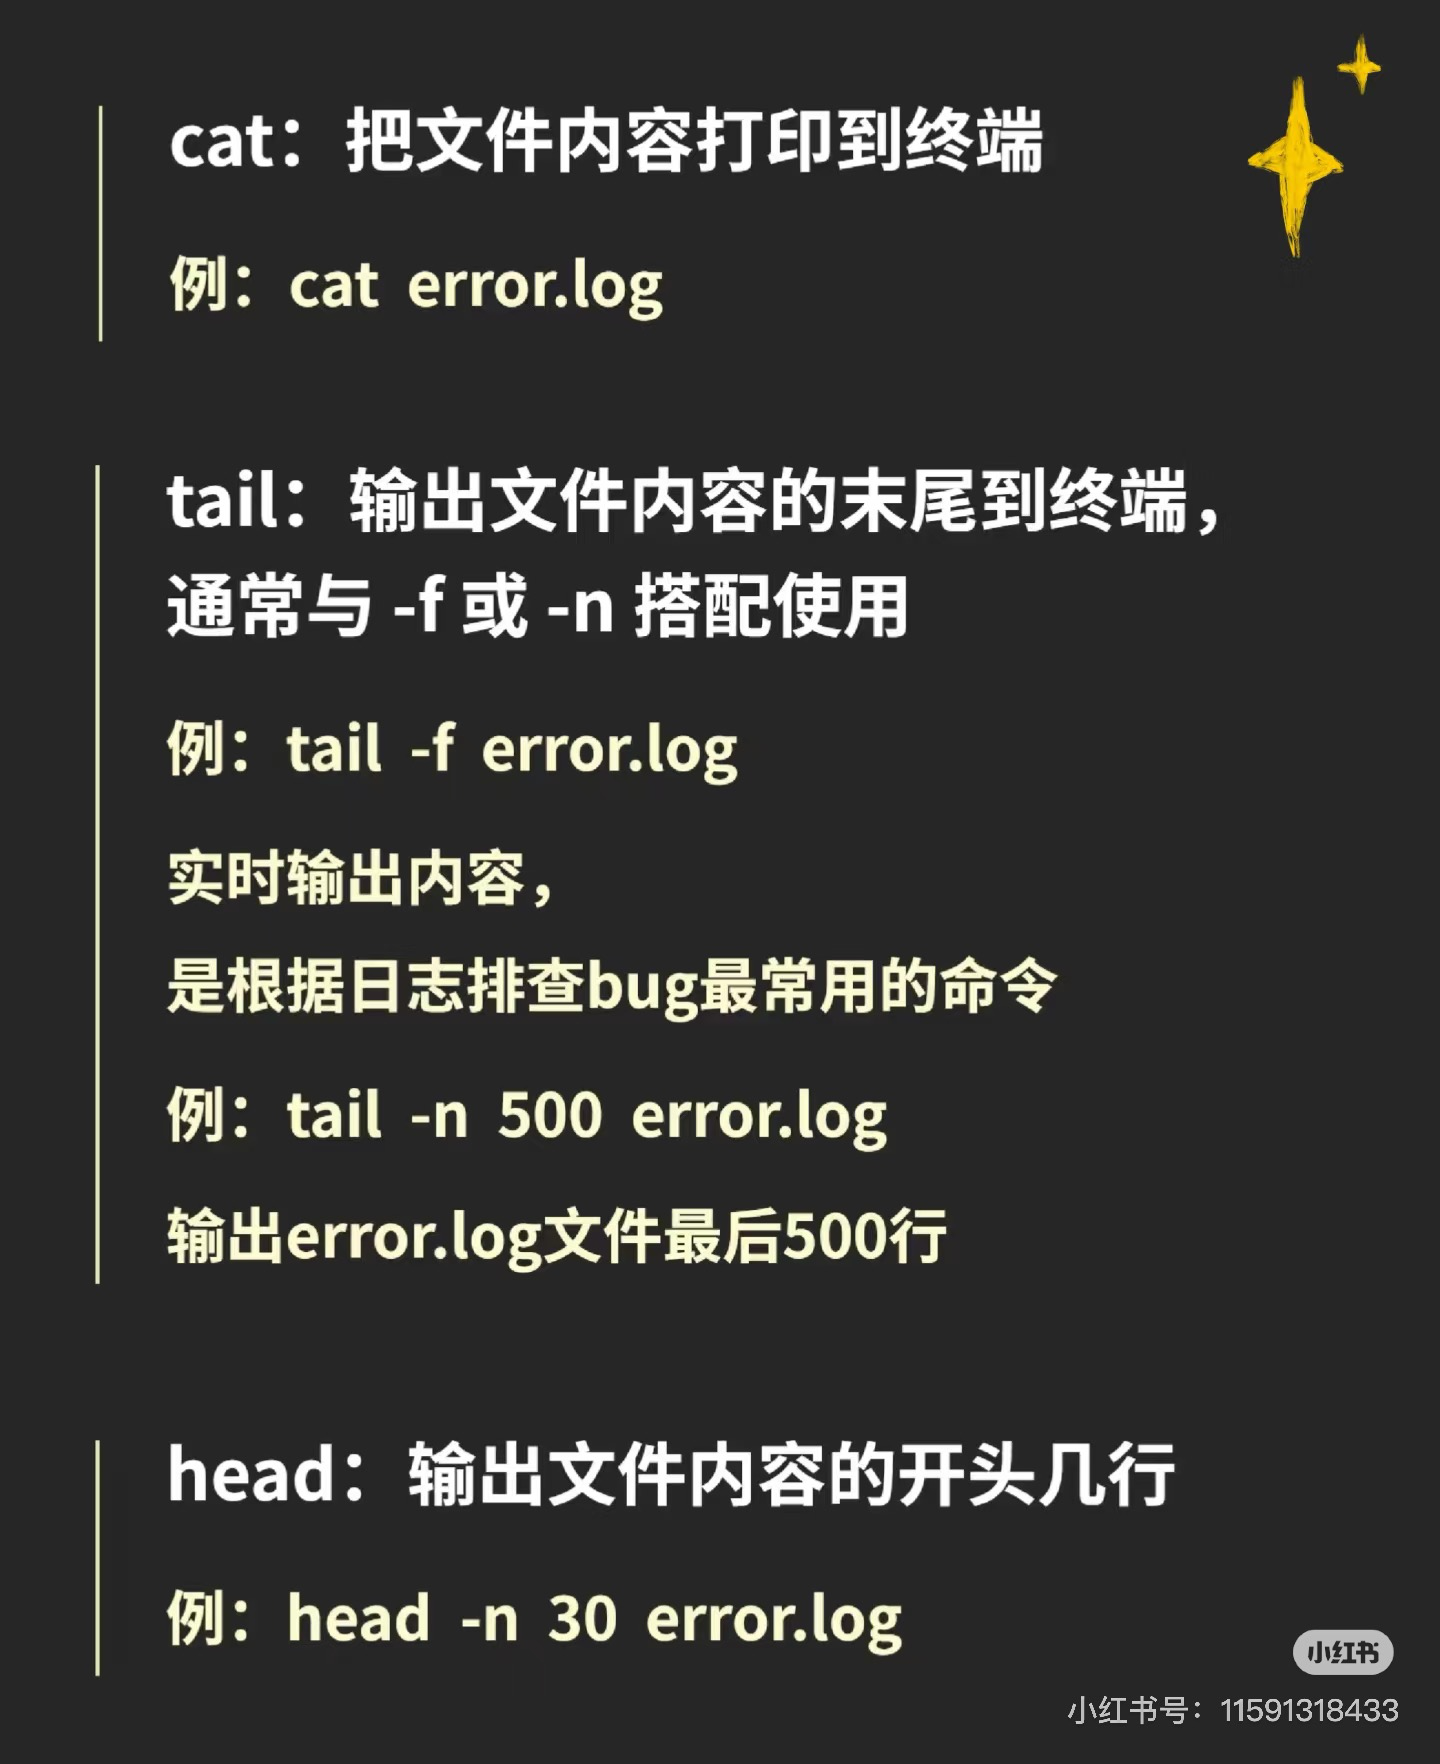 cat：把文件内容打印到终端
例：cat error.log
tail：输出文件内容的末尾到终端，
通常与 -f 或 -n 搭配使用
例：tail -f error.log
实时输出内容，
是根据日志排查bug最常用的命令
例：tail -n 500 error.log
输出error.log文件最后500行
head：输出文件内容的开头几行
例：head -n 30 error.log
小红书
小红书号：11591318433